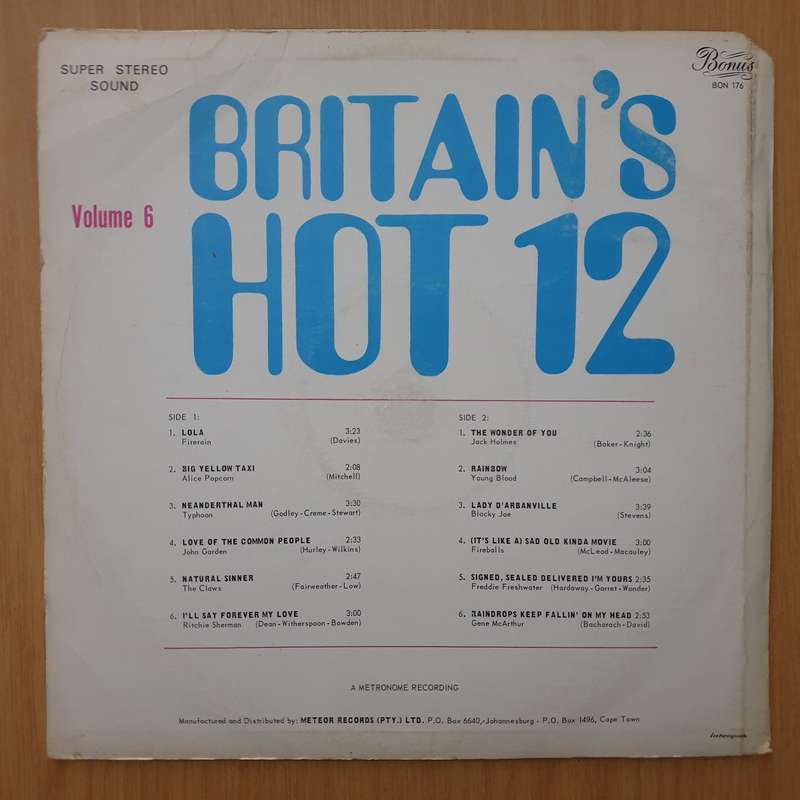 SUPER STEREO
SOUND
Bonus
BON 176
BRITAIN'S
Volume 6
HOT 12
SIDE 1:
1. LOLA 3:23
Firerain (Davies)
2. BIG YELLOW TAXI 2:08
Alice Popcorn (Mitchell)
3. NEANDERTHAL MAN 3:30
Typhoon (Godley-Creme-Stewart)
4. LOVE OF THE COMMON PEOPLE 2:33
John Garden (Hurley-Wilkins)
5. NATURAL SINNER 2:47
The Claws (Fairweather-Low)
6. I'LL SAY FOREVER MY LOVE 3:00
Ritchie Sherman (Dean-Witherspoon-Bowden)
SIDE 2:
1. THE WONDER OF YOU 2:36
Jack Holmes (Baker-Knight)
2. RAINBOW 3:04
Young Blood (Campbell-McAleese)
3. LADY D'ARBANVILLE 3:39
Blacky Joe (Stevens)
4. (IT'S LIKE A) SAD OLD KINDA MOVIE 3:00
Fireballs (McLeod-Macauley)
5. SIGNED, SEALED DELIVERED I'M YOURS 2:35
Freddie Freshwater (Hardaway-Garret-Wonder)
6. RAINDROPS KEEP FALLIN' ON MY HEAD 2:53
Gene McArthur (Bacharach-David)
A METRONOME RECORDING
Manufactured and Distributed by: METEOR RECORDS (PTY.) LTD. P.O. Box 6640,-Johannesburg - P.O. Box 1496, Cape Town